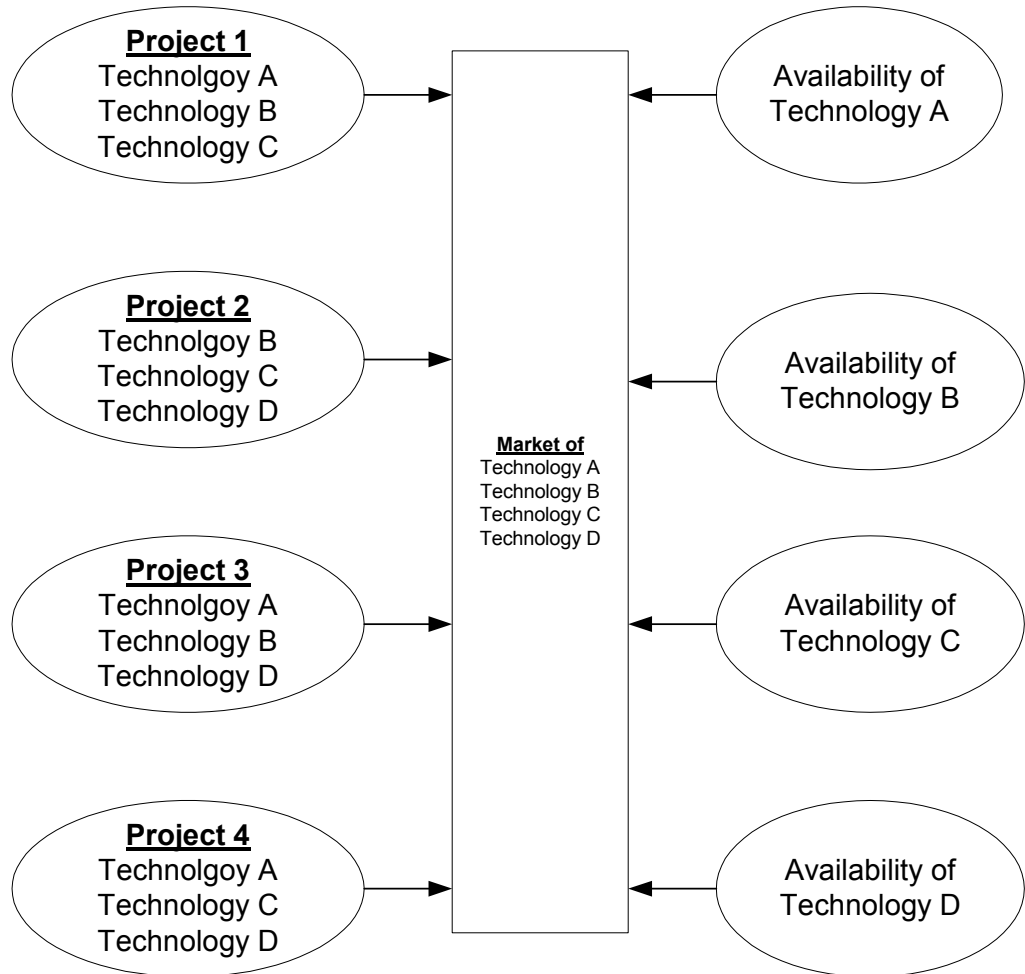 Project 1
Technolgoy A
Technology B
Technology C
Availability of
Technology A
Project 2
Technolgoy B
Technology C
Technology D
Availability of
Technology B
Market of
Technology A
Technology B
Technology C
Technology D
Project 3
Technolgoy A
Technology B
Technology D
Availability of
Technology C
Project 4
Technolgoy A
Technology C
Technology D
Availability of
Technology D